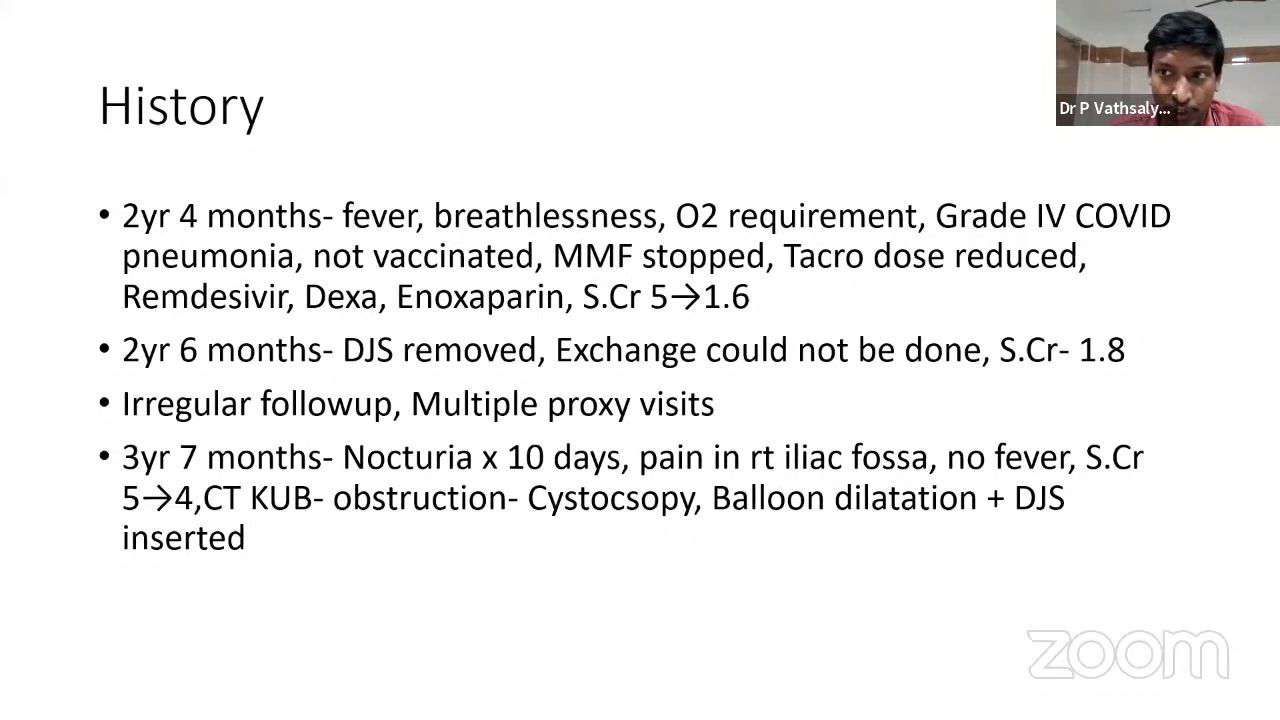 History
Dr P Vathsaly...
• 2yr 4 months- fever, breathlessness, O2 requirement, Grade IV COVID
pneumonia, not vaccinated, MMF stopped, Tacro dose reduced,
Remdesivir, Dexa, Enoxaparin, S.Cr 5→1.6
• 2yr 6 months- DJS removed, Exchange could not be done, S.Cr- 1.8
• Irregular followup, Multiple proxy visits
• 3yr 7 months- Nocturia x 10 days, pain in rt iliac fossa, no fever, S.Cr
5→4,CT KUB- obstruction- Cystocsopy, Balloon dilatation + DJS
inserted
zoom